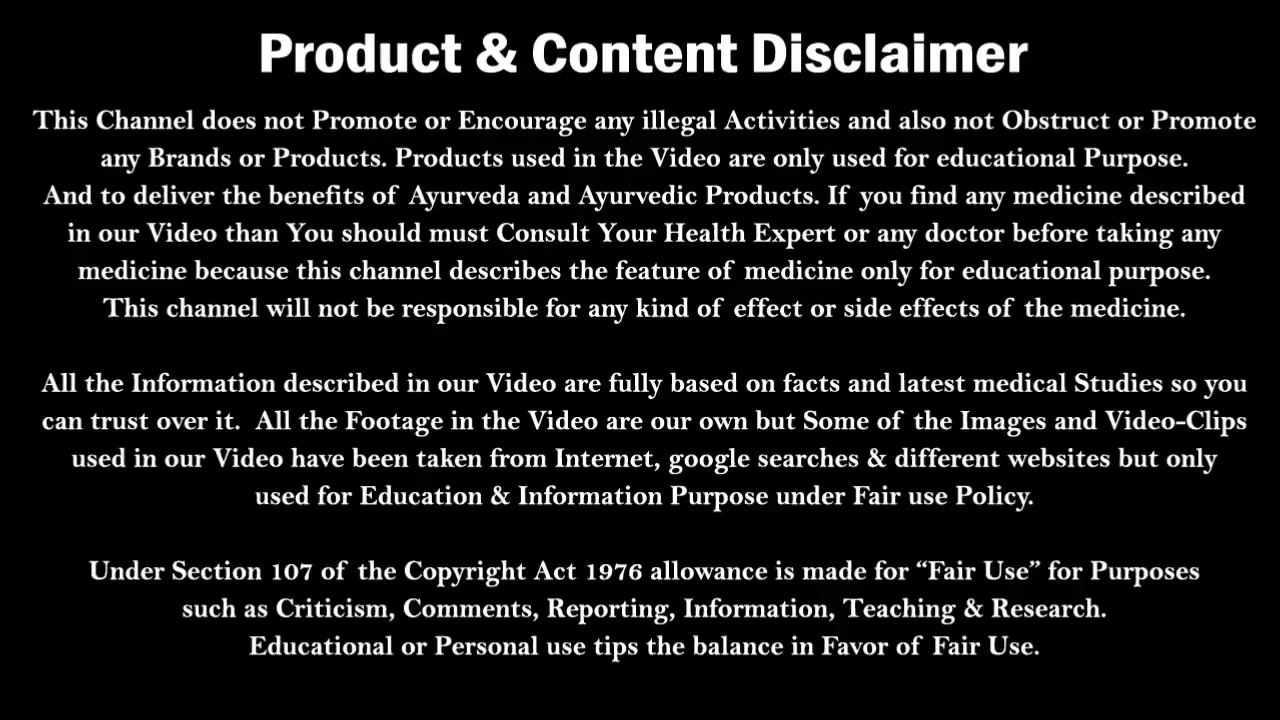 Product & Content Disclaimer
This Channel does not Promote or Encourage any illegal Activities and also not Obstruct or Promote
any Brands or Products. Products used in the Video are only used for educational Purpose.
And to deliver the benefits of Ayurveda and Ayurvedic Products. If you find any medicine described
in our Video than You should must Consult Your Health Expert or any doctor before taking any
medicine because this channel describes the feature of medicine only for educational purpose.
This channel will not be responsible for any kind of effect or side effects of the medicine.
All the Information described in our Video are fully based on facts and latest medical Studies so you
can trust over it. All the Footage in the Video are our own but Some of the Images and Video-Clips
used in our Video have been taken from Internet, google searches & different websites but only
used for Education & Information Purpose under Fair use Policy.
Under Section 107 of the Copyright Act 1976 allowance is made for “Fair Use” for Purposes
such as Criticism, Comments, Reporting, Information, Teaching & Research.
Educational or Personal use tips the balance in Favor of Fair Use.